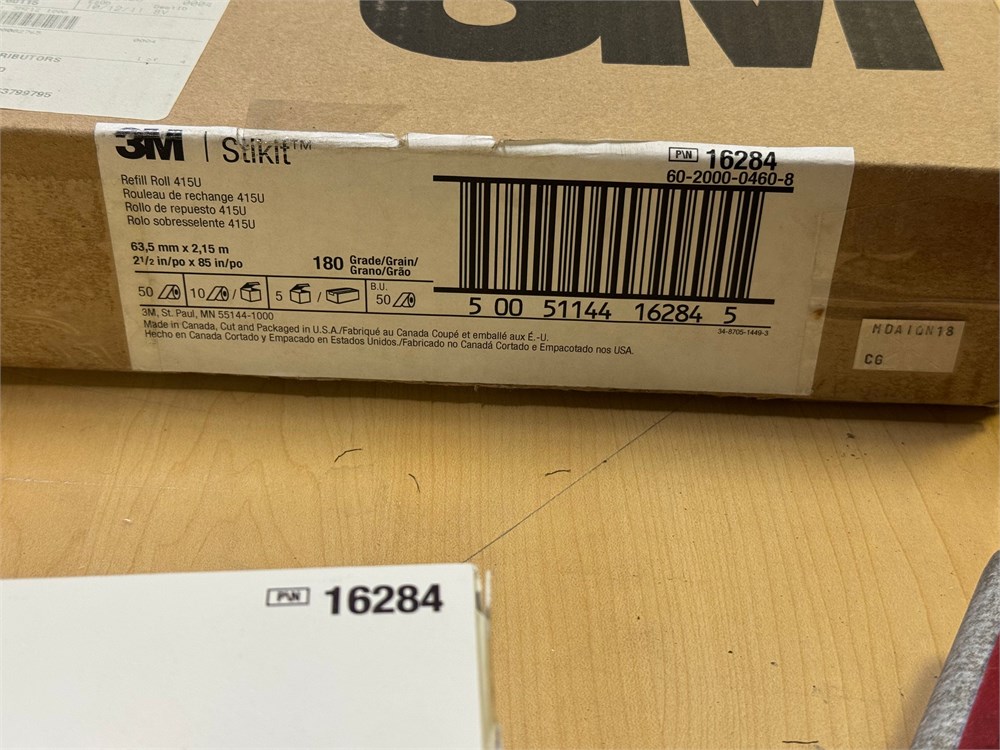 RIBUTORS
3799795
3M
3M | Stikit™
P\N 16284
60-2000-0460-8
Refill Roll 415U
Rouleau de rechange 415U
Rollo de repuesto 415U
Rolo sobresselente 415U
63,5 mm x 2,15 m
2 1/2 in/po x 85 in/po
180 Grade/Grain/
Grano/Grão
50 10 / 5 / B.U. 50
5 00 51144 16284 5
3M, St. Paul, MN 55144-1000
34-8705-1449-3
Made in Canada, Cut and Packaged in U.S.A./Fabriqué au Canada Coupé et emballé aux É.-U.
Hecho en Canada Cortado y Empacado en Estados Unidos./Fabricado no Canadá Cortado e Empacotado nos USA.
MDAIGN18
CG
P\N 16284